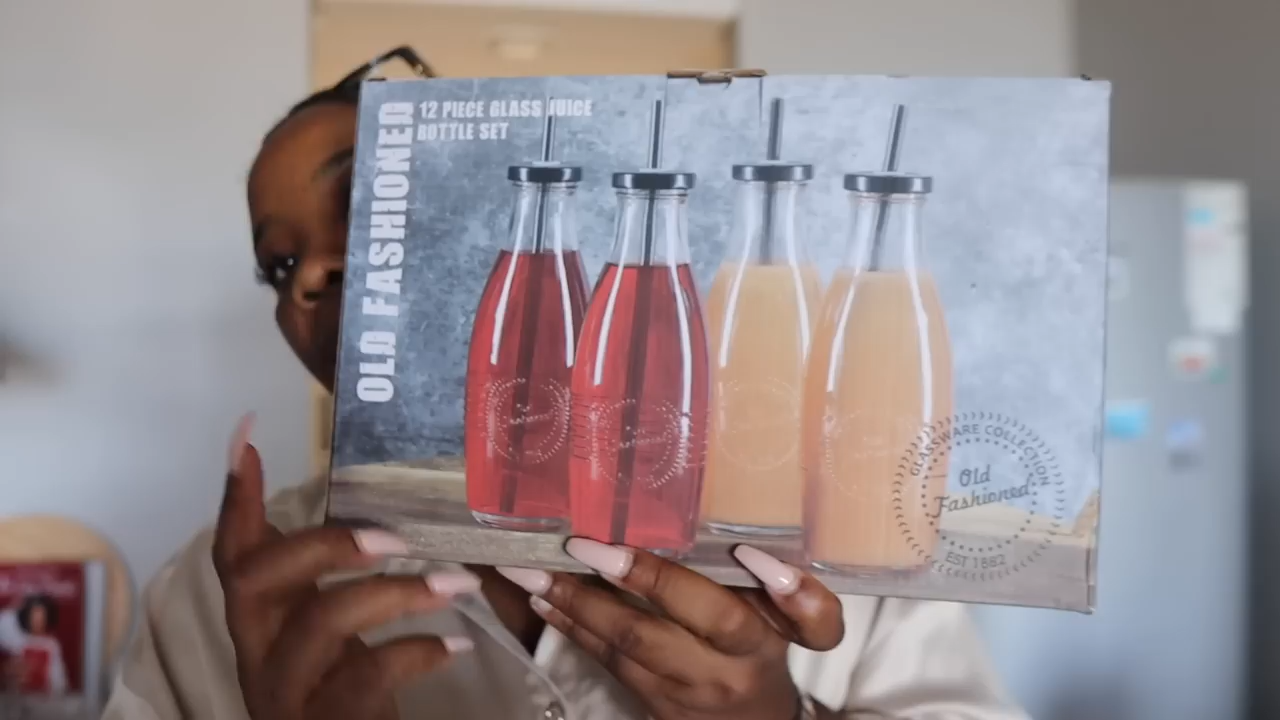 OLD FASHIONED
12 PIECE GLASS JUICE
BOTTLE SET
GLASSWARE COLLECTION
Old
Fashioned
EST 1882